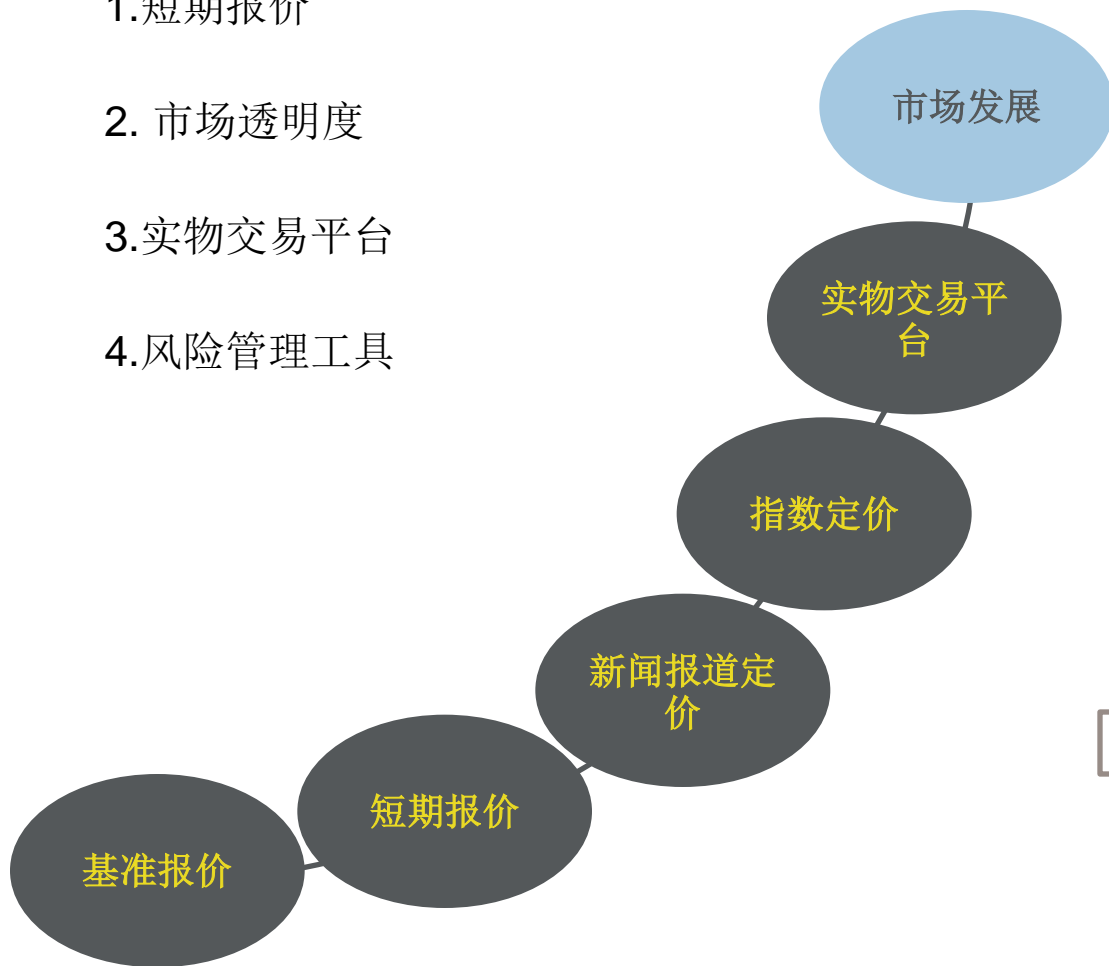 1.短期报价
2. 市场透明度
3.实物交易平台
4.风险管理工具
市场发展
实物交易平
台
指数定价
新闻报道定
价
短期报价
基准报价